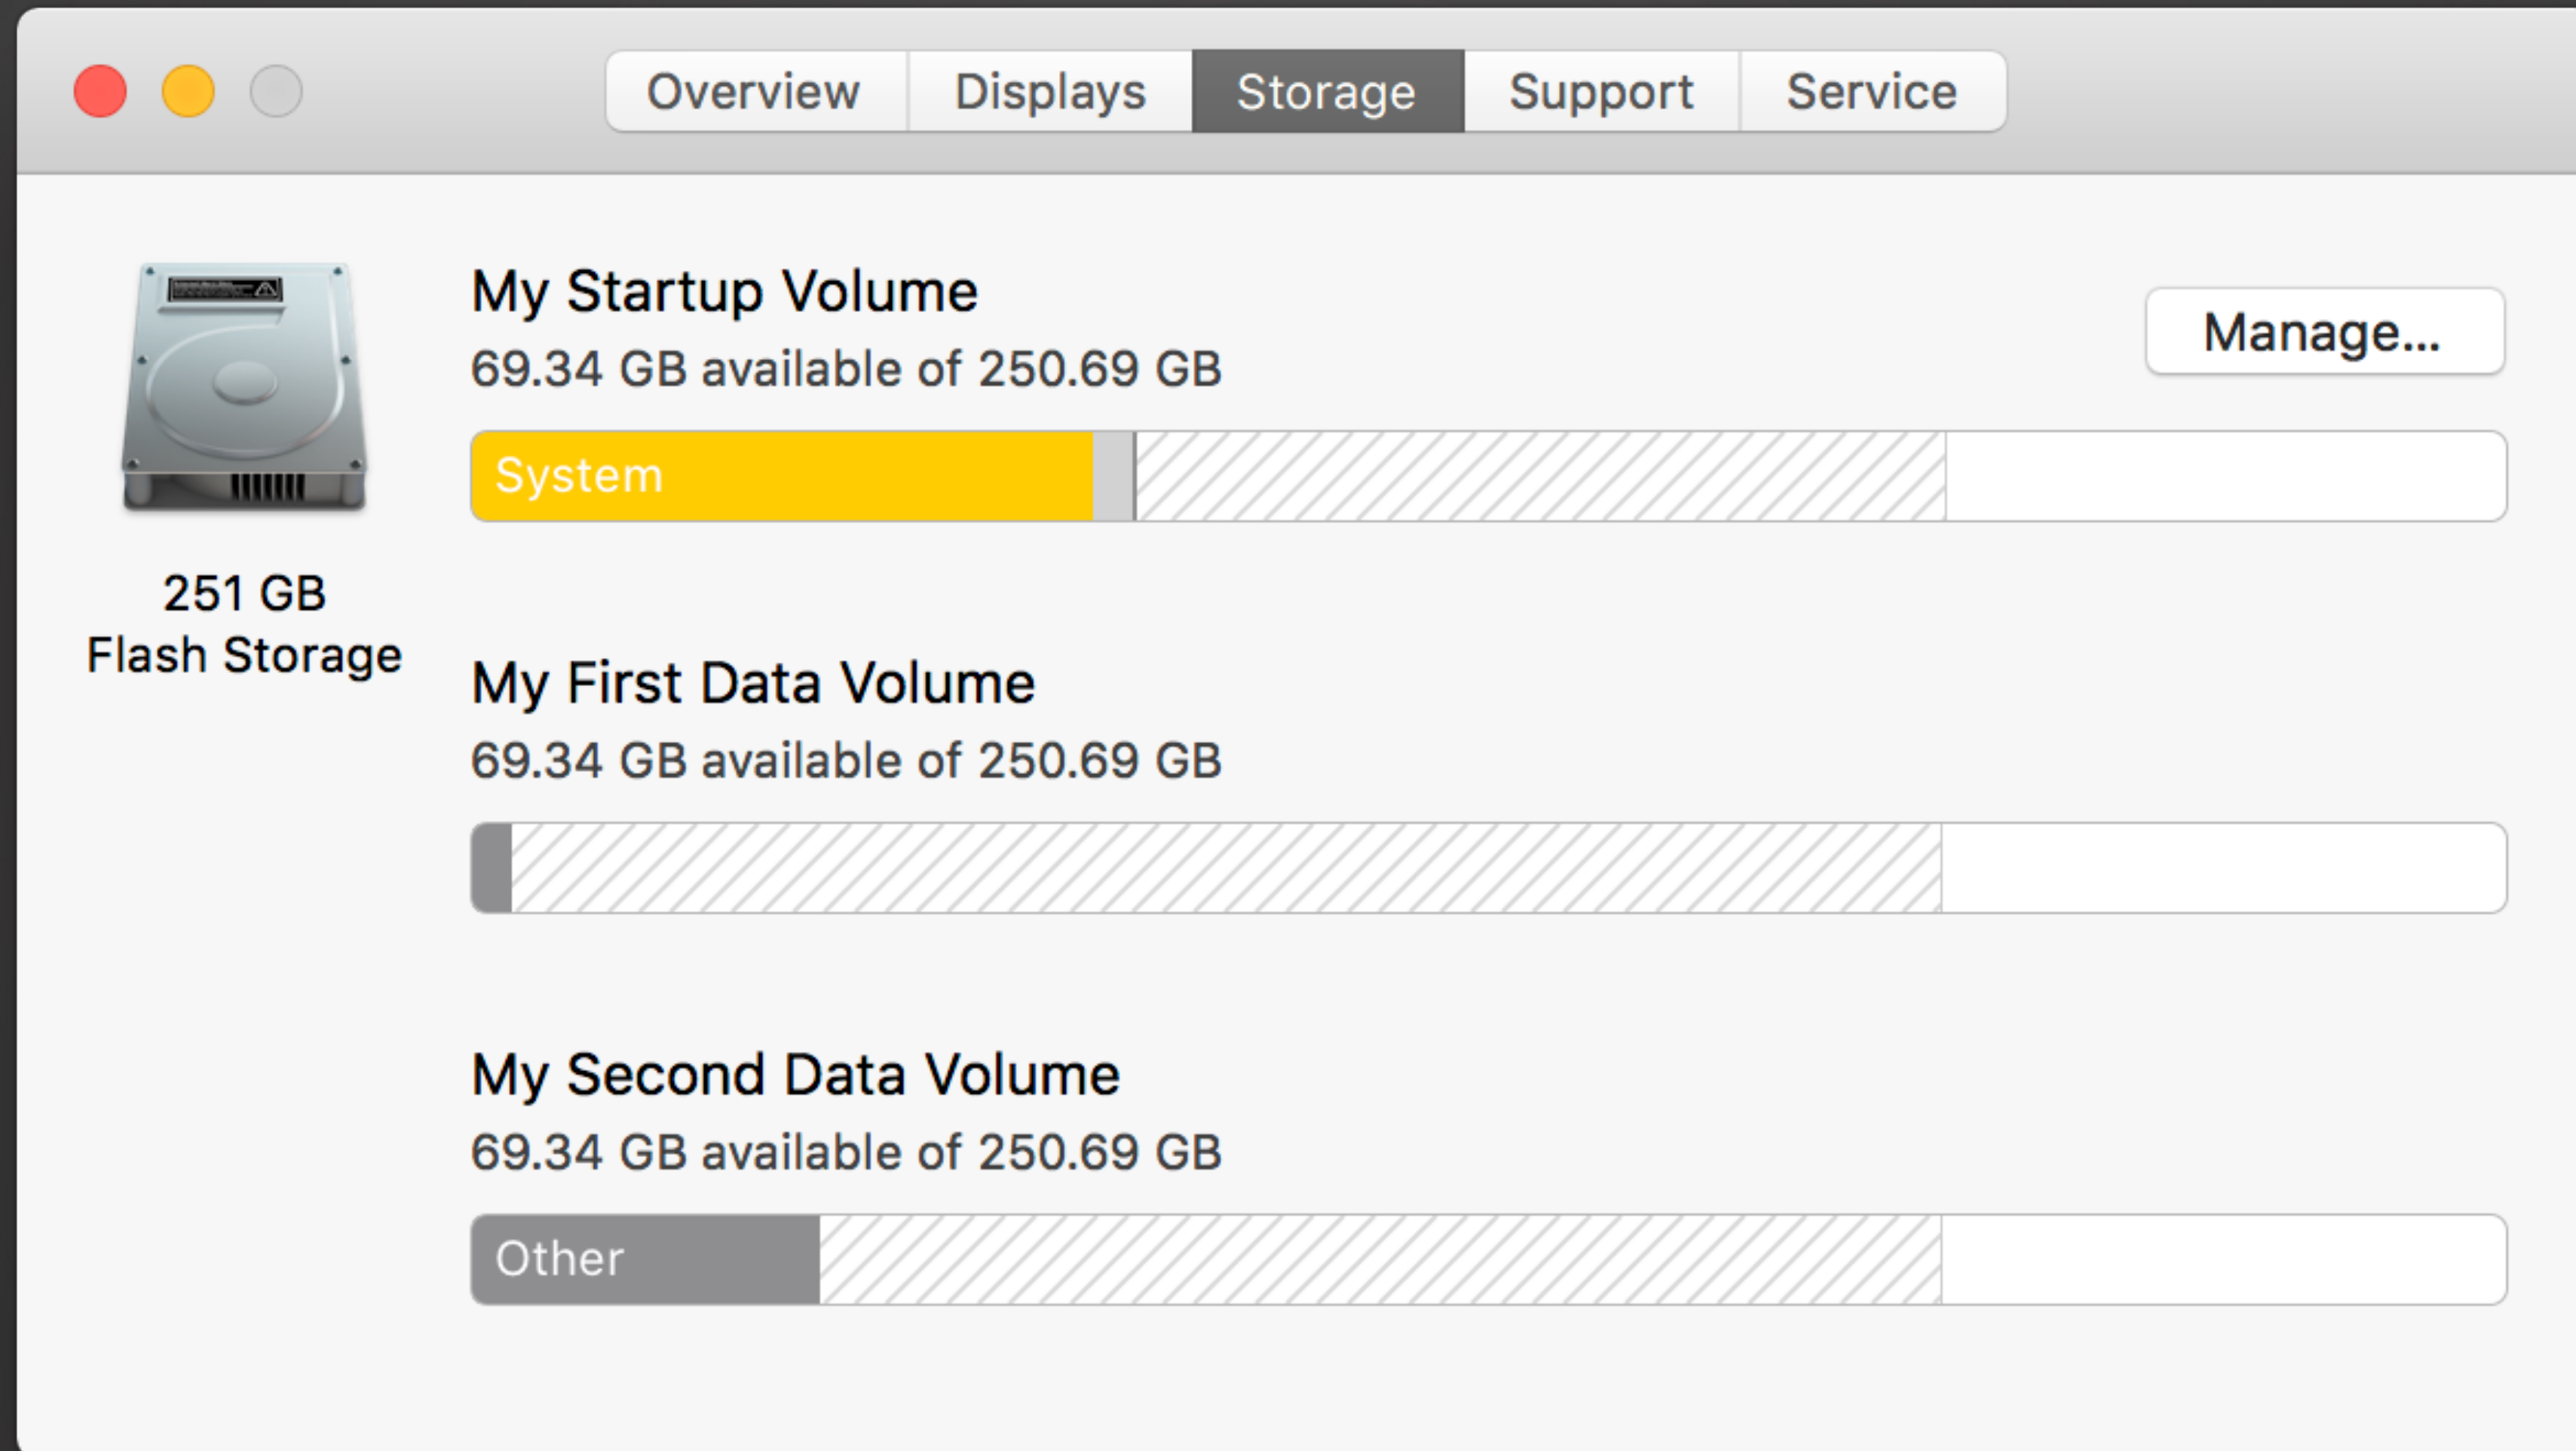 Overview Displays Storage Support Service
My Startup Volume
69.34 GB available of 250.69 GB
Manage...
System
251 GB
Flash Storage
My First Data Volume
69.34 GB available of 250.69 GB
My Second Data Volume
69.34 GB available of 250.69 GB
Other